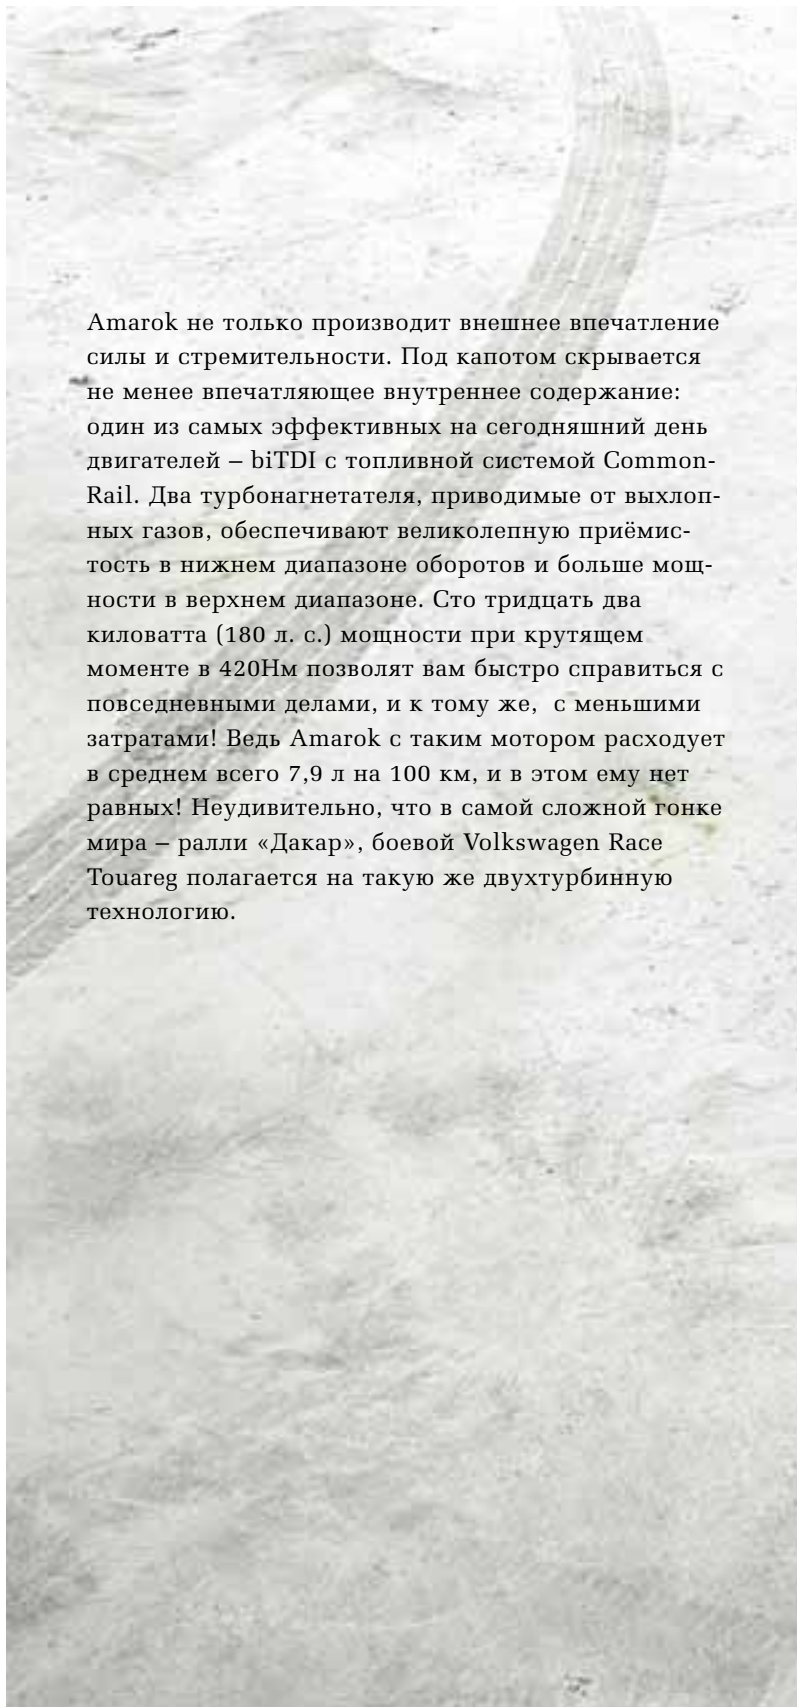 Amarok не только производит внешнее впечатление
силы и стремительности. Под капотом скрывается
не менее впечатляющее внутреннее содержание:
один из самых эффективных на сегодняшний день
двигателей – biTDI с топливной системой Common-
Rail. Два турбонагнетателя, приводимые от выхлоп-
ных газов, обеспечивают великолепную приёмис-
тость в нижнем диапазоне оборотов и больше мощ-
ности в верхнем диапазоне. Сто тридцать два
киловатта (180 л. с.) мощности при крутящем
моменте в 420Нм позволят вам быстро справиться с
повседневными делами, и к тому же,  с меньшими
затратами! Ведь Amarok с таким мотором расходует
в среднем всего 7,9 л на 100 км, и в этом ему нет
равных! Неудивительно, что в самой сложной гонке
мира – ралли «Дакар», боевой Volkswagen Race
Touareg полагается на такую же двухтурбинную
технологию.